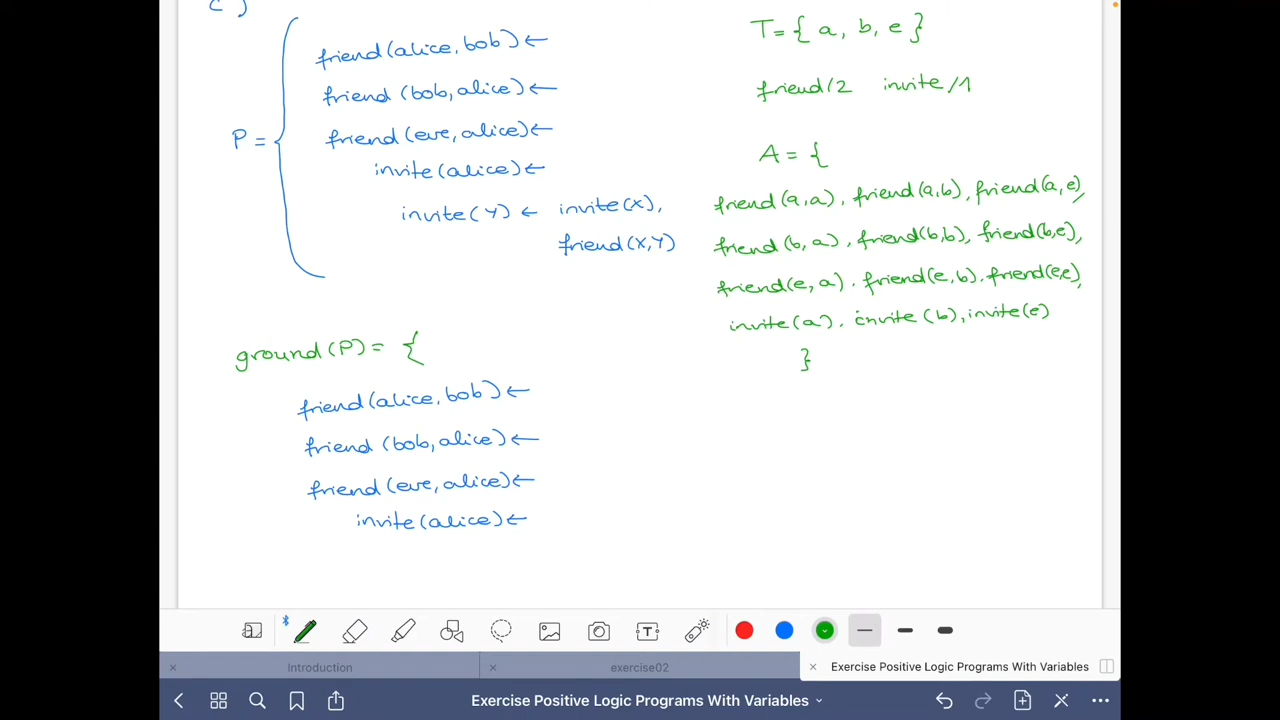 c)
friend(alice, bob) ←
friend (bob, alice) ←
friend (eve, alice) ←
invite(alice) ←
P =
invite(Y) ← invite(X),
friend(X,Y)
T = { a, b, e }
friend/2 invite/1
A = {
friend(a,a), friend(a,b), friend(a,e),
friend(b,a), friend(b,b), friend(b,e),
friend(e,a), friend(e,b), friend(e,e),
invite(a), invite(b), invite(e)
}
ground(P) = {
friend(alice, bob) ←
friend (bob, alice) ←
friend (eve, alice) ←
invite(alice) ←
Introduction
exercise02
Exercise Positive Logic Programs With Variables
Exercise Positive Logic Programs With Variables